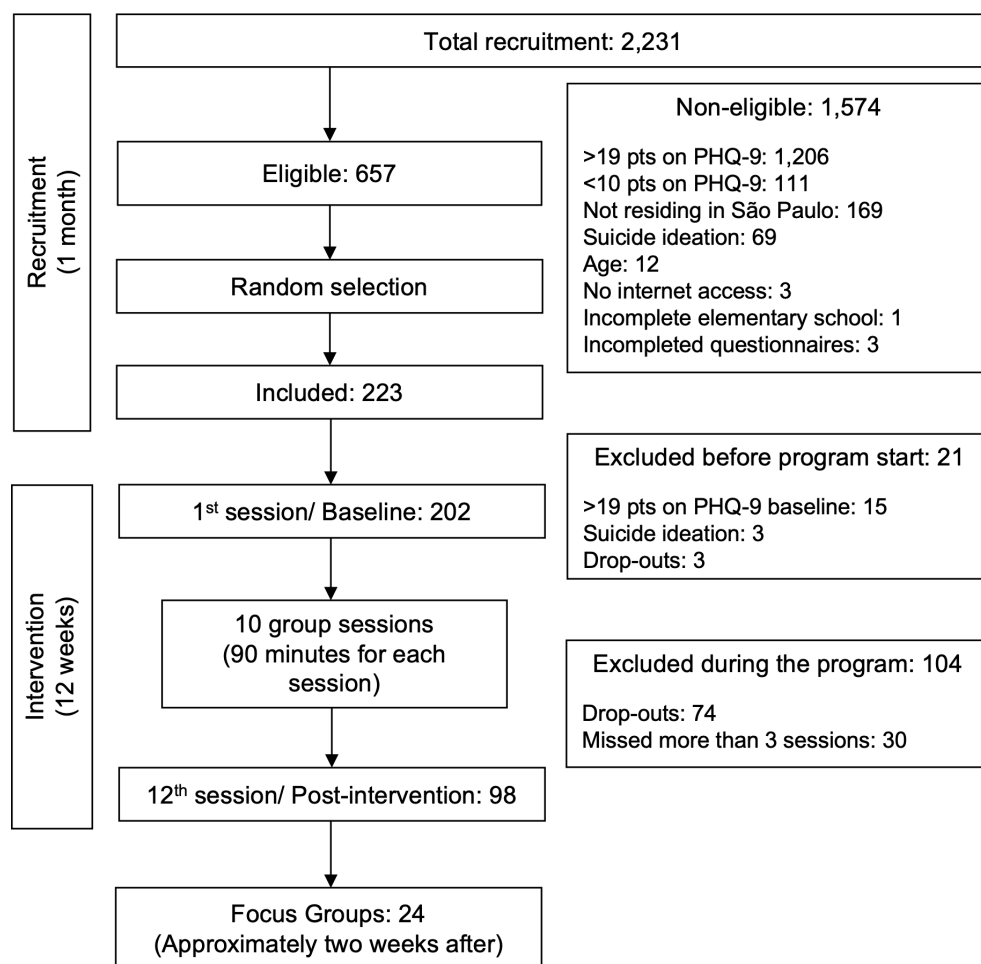 Total recruitment: 2,231
Recruitment
(1 month)
Non-eligible: 1,574
>19 pts on PHQ-9: 1,206
<10 pts on PHQ-9: 111
Not residing in São Paulo: 169
Suicide ideation: 69
Age: 12
No internet access: 3
Incomplete elementary school: 1
Incompleted questionnaires: 3
Eligible: 657
Random selection
Included: 223
Excluded before program start: 21
>19 pts on PHQ-9 baseline: 15
Suicide ideation: 3
Drop-outs: 3
Intervention
(12 weeks)
1st session/ Baseline: 202
10 group sessions
(90 minutes for each
session)
Excluded during the program: 104
Drop-outs: 74
Missed more than 3 sessions: 30
12th session/ Post-intervention: 98
Focus Groups: 24
(Approximately two weeks after)